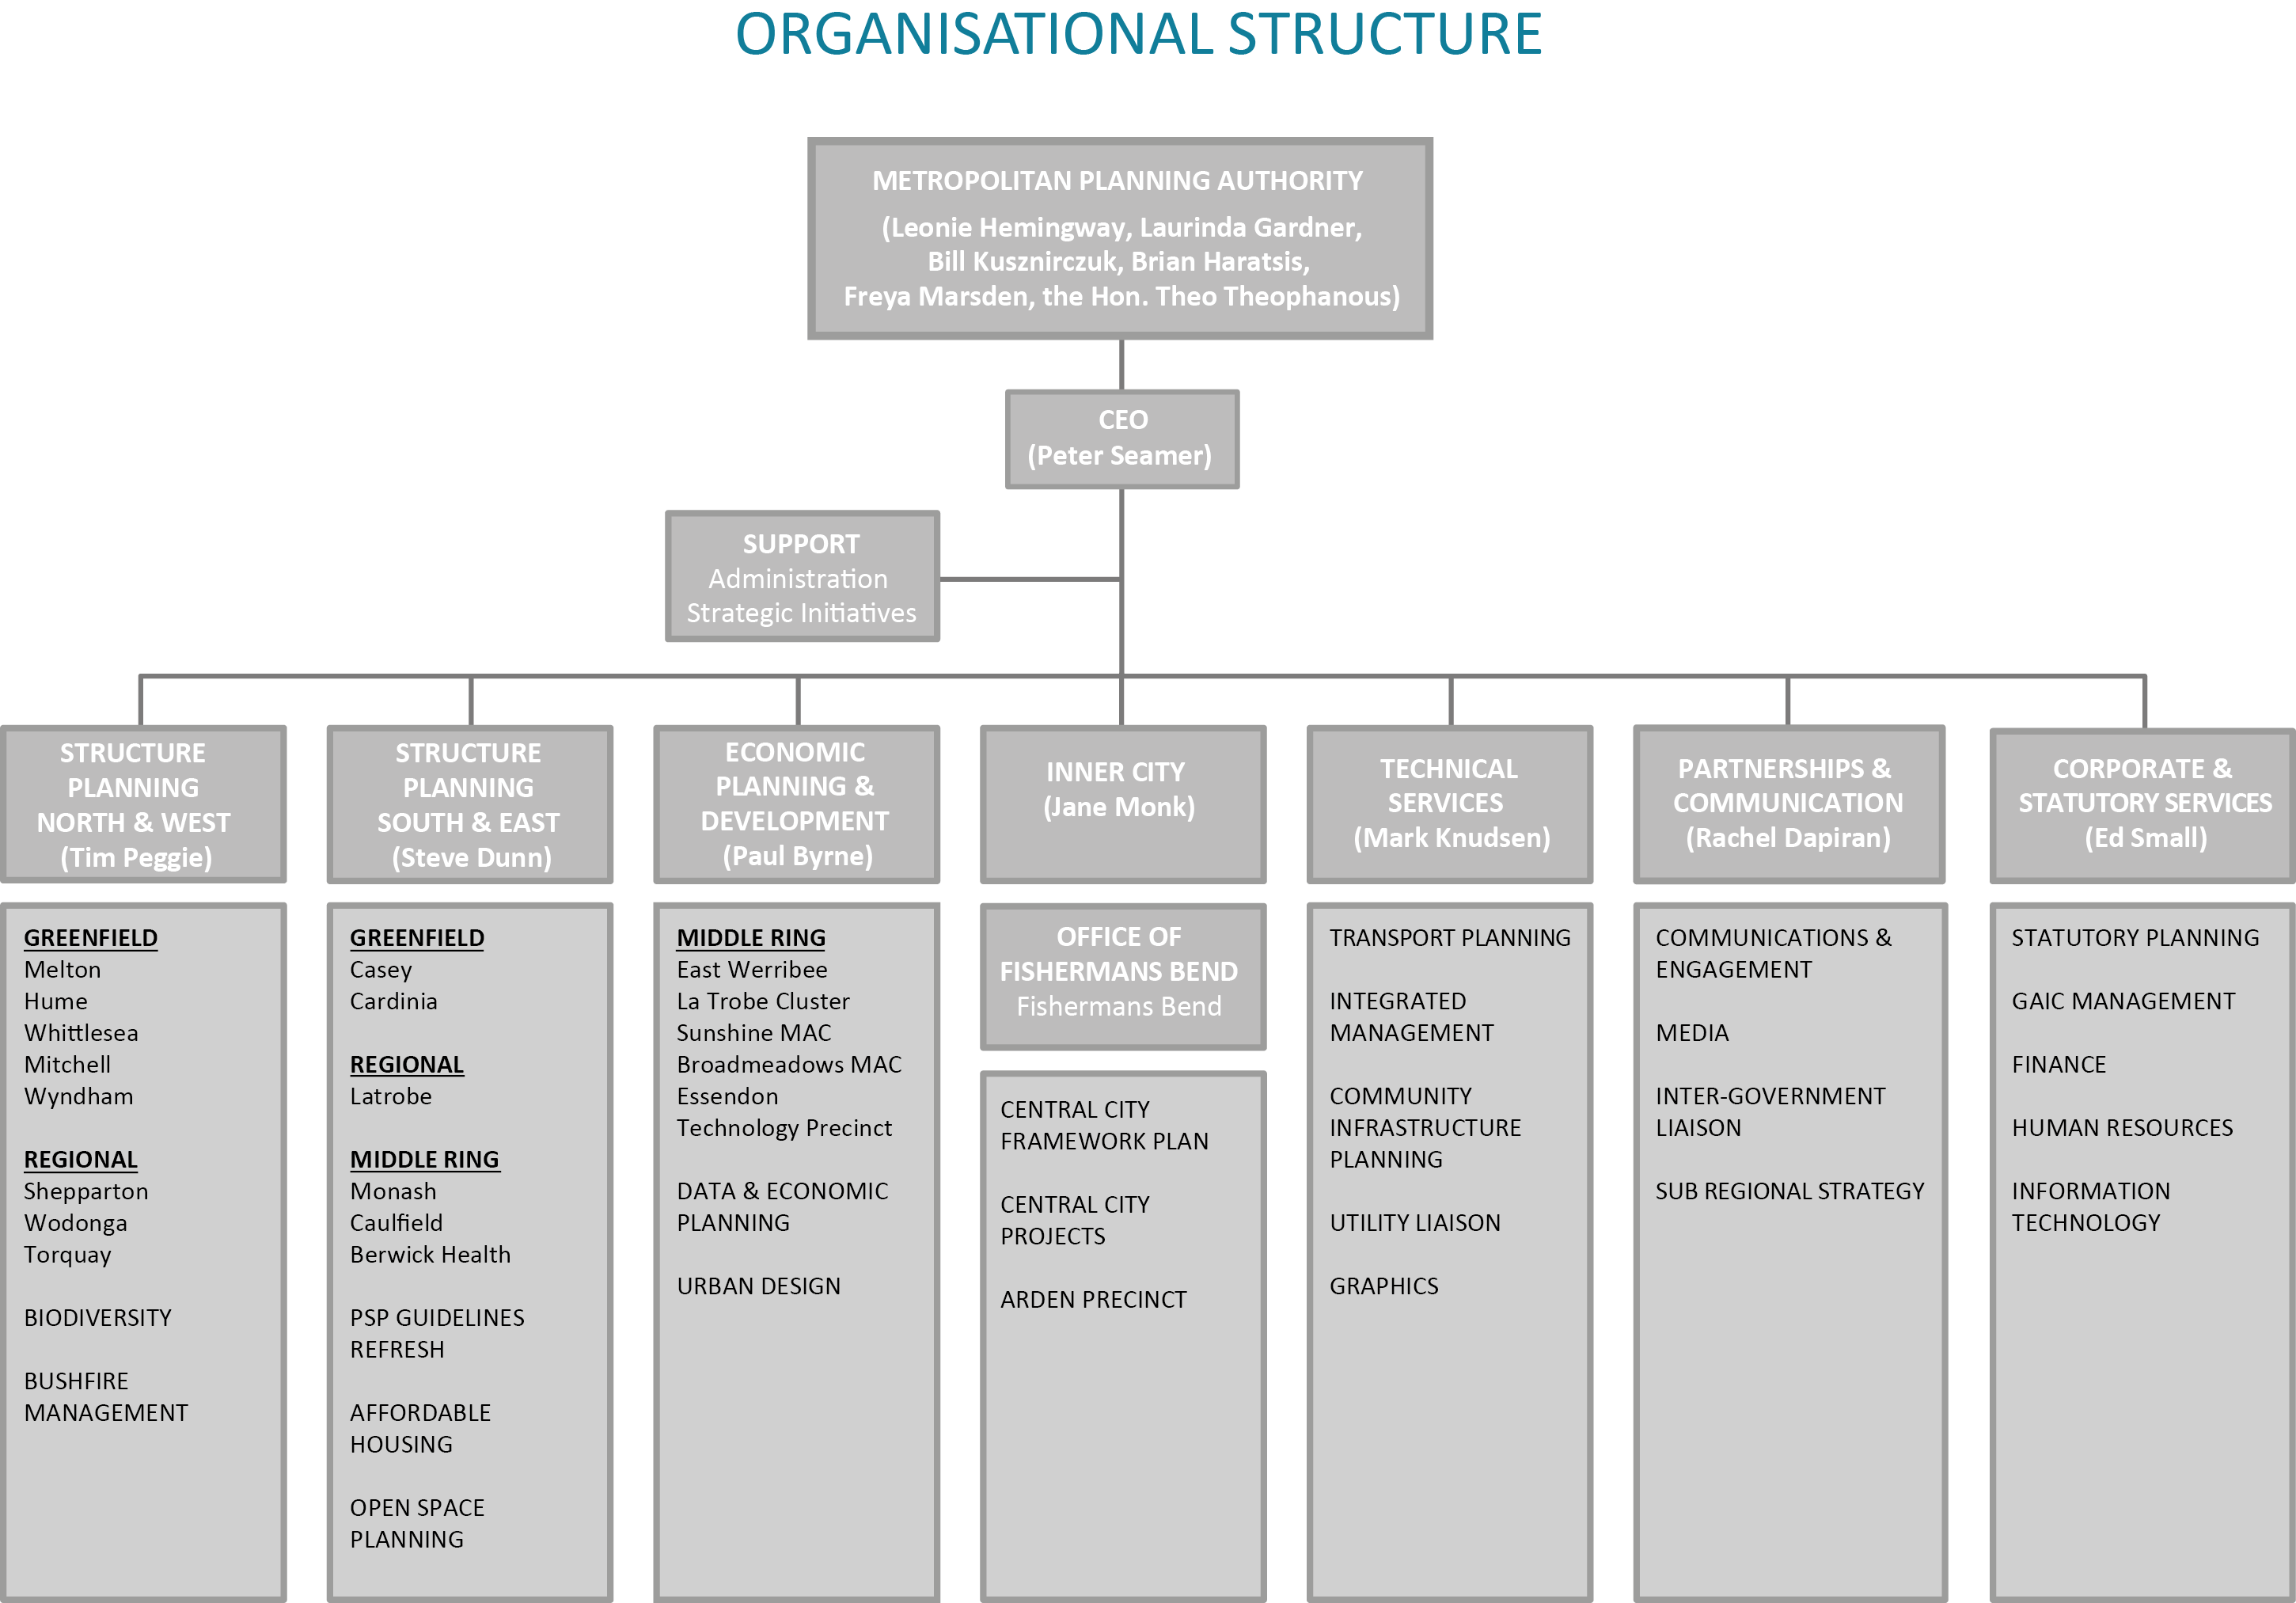 ORGANISATIONAL STRUCTURE
METROPOLITAN PLANNING AUTHORITY
(Leonie Hemingway, Laurinda Gardner,
Bill Kusznirczuk, Brian Haratsis,
Freya Marsden, the Hon. Theo Theophanous)
CEO
(Peter Seamer)
SUPPORT
Administration
Strategic Initiatives
STRUCTURE
PLANNING
NORTH & WEST
(Tim Peggie)
GREENFIELD
Melton
Hume
Whittlesea
Mitchell
Wyndham
REGIONAL
Shepparton
Wodonga
Torquay
BIODIVERSITY
BUSHFIRE
MANAGEMENT
STRUCTURE
PLANNING
SOUTH & EAST
(Steve Dunn)
GREENFIELD
Casey
Cardinia
REGIONAL
Latrobe
MIDDLE RING
Monash
Caulfield
Berwick Health
PSP GUIDELINES
REFRESH
AFFORDABLE
HOUSING
OPEN SPACE
PLANNING
ECONOMIC
PLANNING &
DEVELOPMENT
(Paul Byrne)
MIDDLE RING
East Werribee
La Trobe Cluster
Sunshine MAC
Broadmeadows MAC
Essendon
Technology Precinct
DATA & ECONOMIC
PLANNING
URBAN DESIGN
INNER CITY
(Jane Monk)
OFFICE OF
FISHERMANS BEND
Fishermans Bend
CENTRAL CITY
FRAMEWORK PLAN
CENTRAL CITY
PROJECTS
ARDEN PRECINCT
TECHNICAL
SERVICES
(Mark Knudsen)
TRANSPORT PLANNING
INTEGRATED
MANAGEMENT
COMMUNITY
INFRASTRUCTURE
PLANNING
UTILITY LIAISON
GRAPHICS
PARTNERSHIPS &
COMMUNICATION
(Rachel Dapiran)
COMMUNICATIONS &
ENGAGEMENT
MEDIA
INTER-GOVERNMENT
LIAISON
SUB REGIONAL STRATEGY
CORPORATE &
STATUTORY SERVICES
(Ed Small)
STATUTORY PLANNING
GAIC MANAGEMENT
FINANCE
HUMAN RESOURCES
INFORMATION
TECHNOLOGY